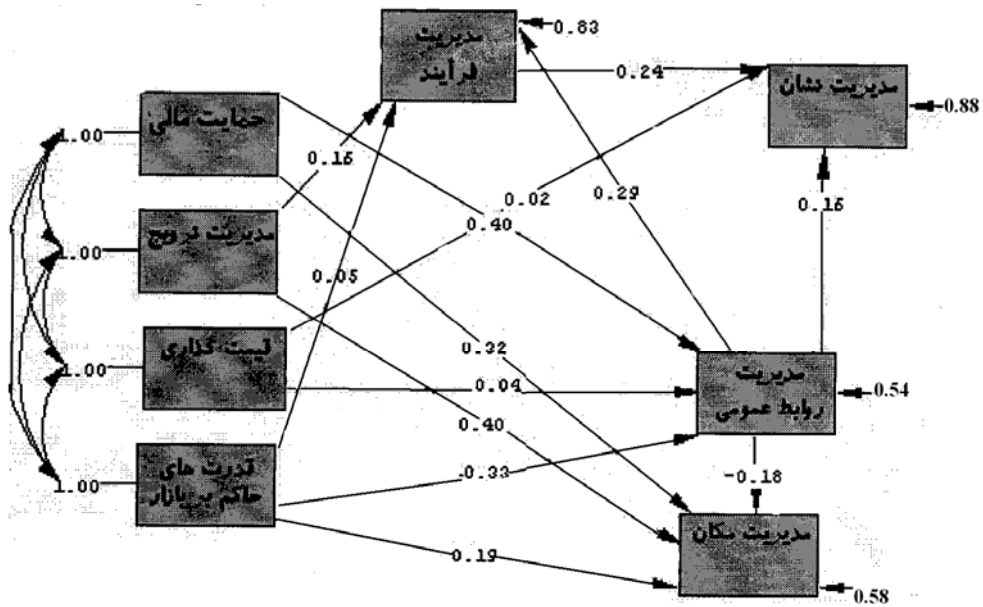 مدیریت
فرآیند
0.83
0.24
مدیریت نشان
0.88
1.00
حمایت مالی
0.15
0.02
0.29
0.15
0.40
1.00
مدیریت ترویج
0.05
1.00
قیمت گذاری
0.32
0.04
مدیریت
روابط عمومی
0.54
0.40
1.00
قدرت های
حاکم بر بازار
0.33
-0.18
0.19
مدیریت مکان
0.58